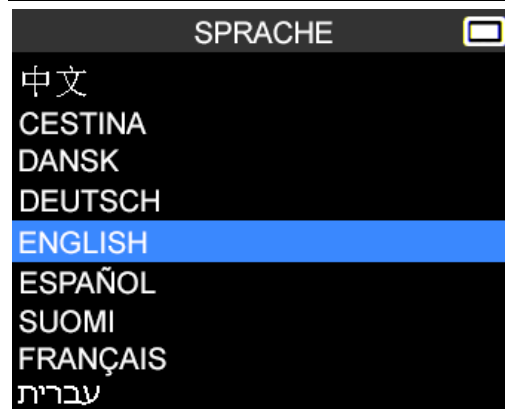 SPRACHE
中文
CESTINA
DANSK
DEUTSCH
ENGLISH
ESPAÑOL
SUOMI
FRANÇAIS
עברית